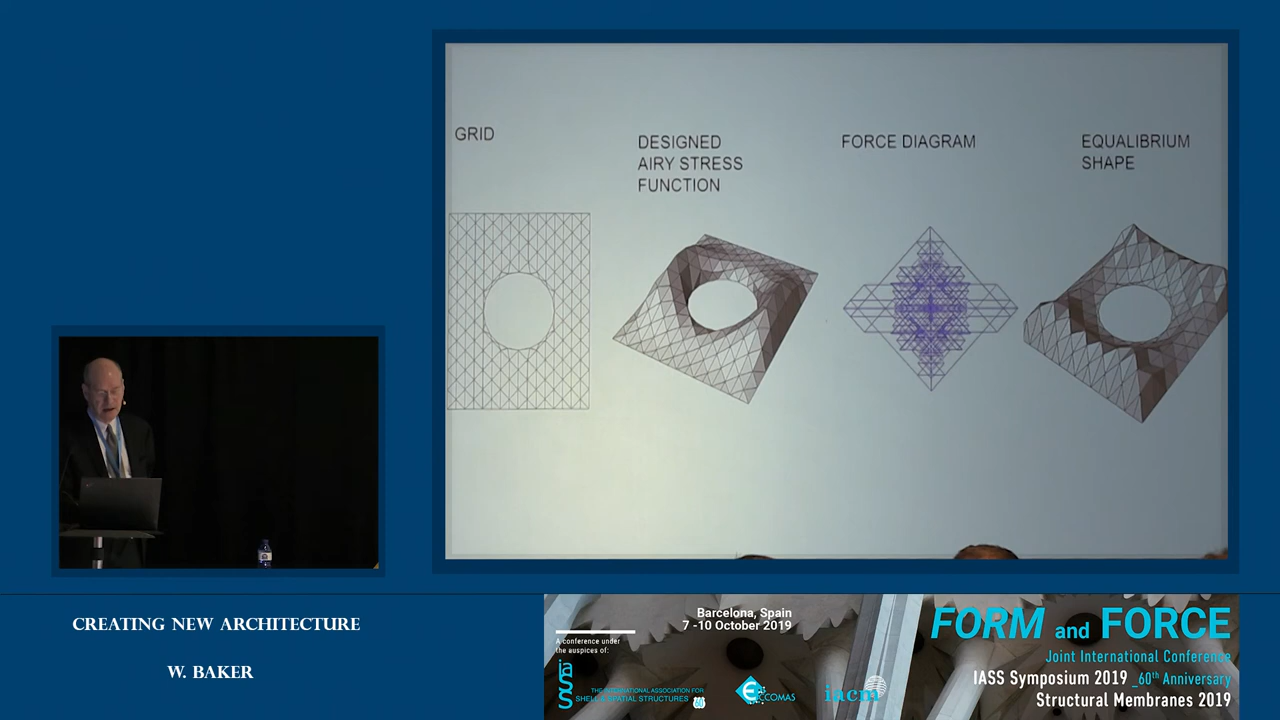 GRID
DESIGNED
AIRY STRESS
FUNCTION
FORCE DIAGRAM
EQUALIBRIUM
SHAPE
CREATING NEW ARCHITECTURE
W. BAKER
Barcelona, Spain
7 -10 October 2019
A conference under
the auspices of:
iass
THE INTERNATIONAL ASSOCIATION FOR
SHELL & SPATIAL STRUCTURES
ECCOMAS
iacm
FORM and FORCE
Joint International Conference
IASS Symposium 2019 _60th Anniversary
Structural Membranes 2019